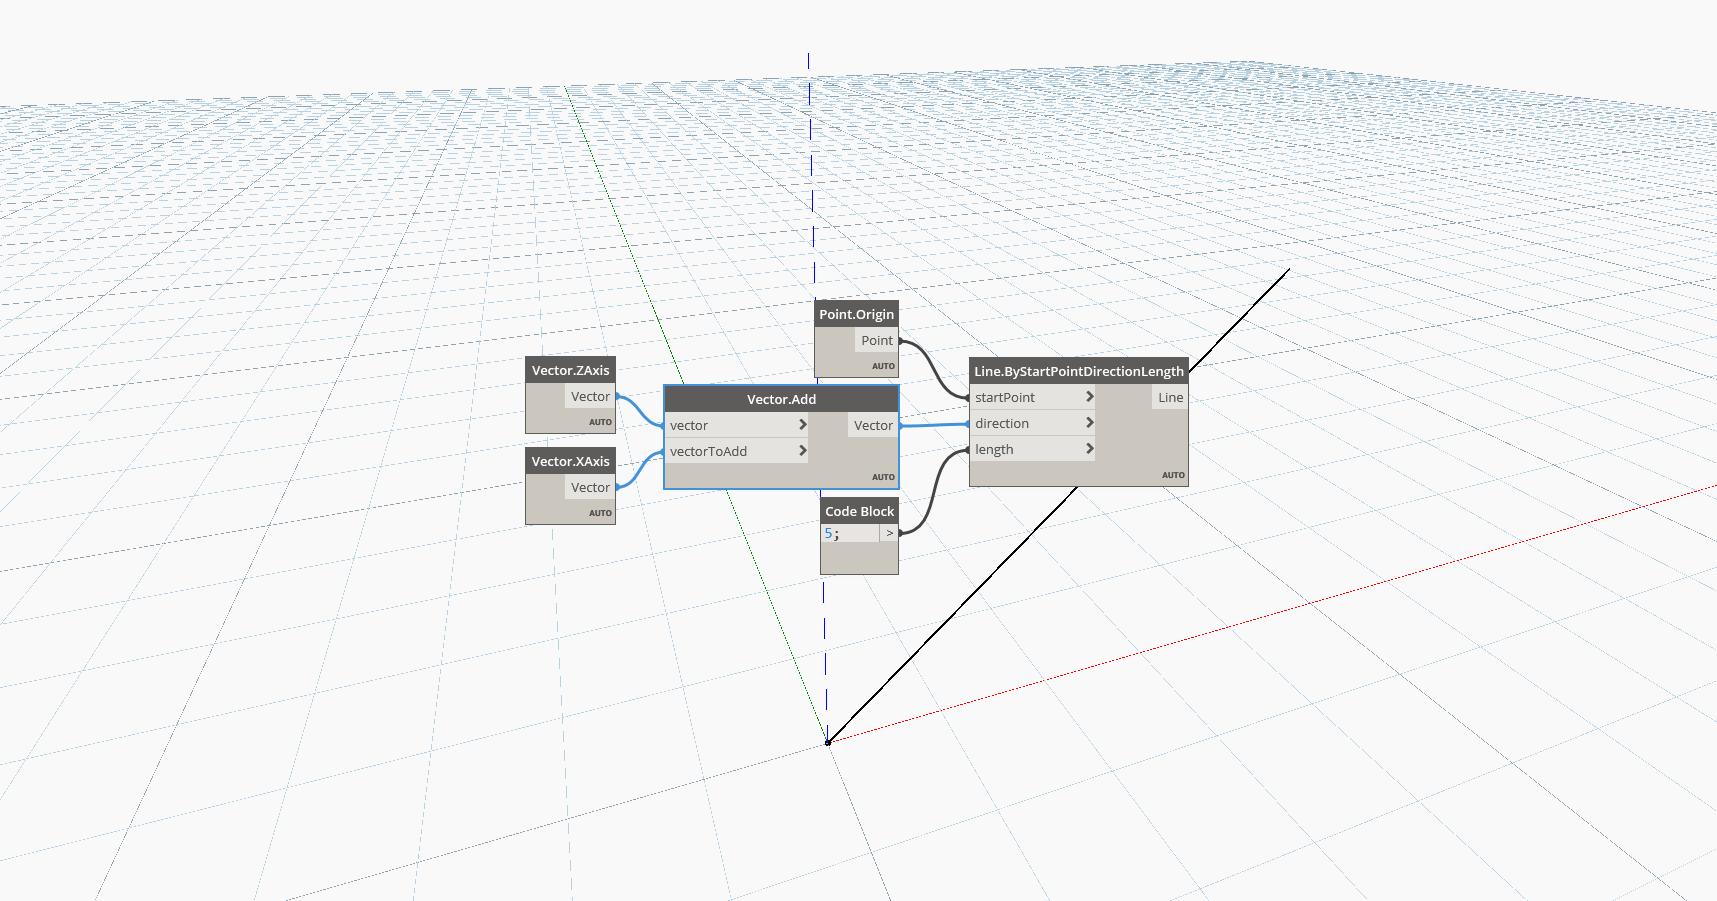 Point.Origin
Point
AUTO
Vector.ZAxis
Vector
AUTO
Vector.Add
vector >
vectorToAdd >
Vector
AUTO
Line.ByStartPointDirectionLength
startPoint >
direction >
length >
Line
AUTO
Vector.XAxis
Vector
AUTO
Code Block
5; >